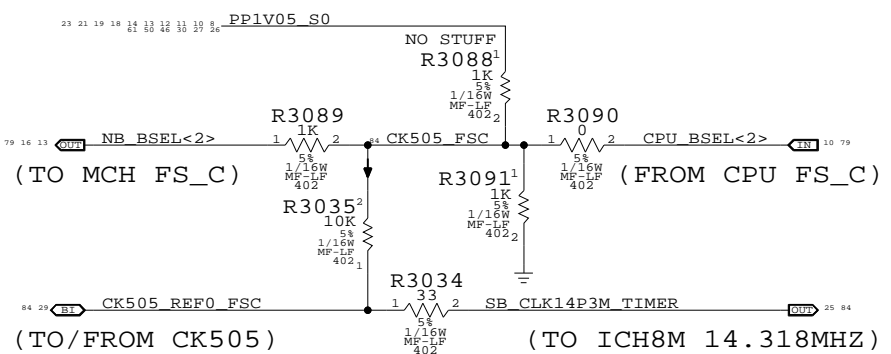 23 21 19 18 14 13 12 11 10 8
61 50 46 30 27 26
PP1V05_S0
NO STUFF
R3088
1
1K
5%
1/16W
MF-LF
402
2
R3089
1K
1 2
5%
1/16W
MF-LF
402
R3090
0
1 2
5%
1/16W
MF-LF
402
79 16 13 OUT NB_BSEL<2>
84 CK505_FSC
CPU_BSEL<2> IN 10 79
(TO MCH FS_C)
(FROM CPU FS_C)
R3035
2
10K
5%
1/16W
MF-LF
402
1
R3091
1
1K
5%
1/16W
MF-LF
402
2
R3034
33
1 2
5%
1/16W
MF-LF
402
84 29 BI CK505_REF0_FSC
SB_CLK14P3M_TIMER OUT 25 84
(TO/FROM CK505)
(TO ICH8M 14.318MHZ)